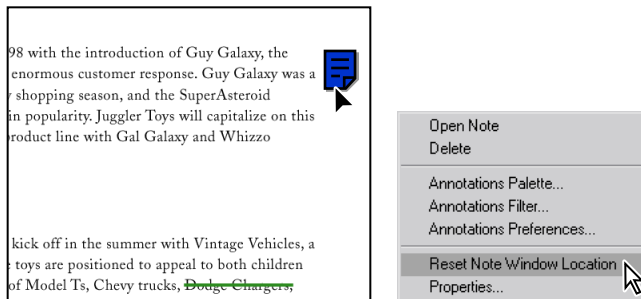 98 with the introduction of Guy Galaxy, the
enormous customer response. Guy Galaxy was a
shopping season, and the SuperAsteroid
in popularity. Juggler Toys will capitalize on this
product line with Gal Galaxy and Whizzo
kick off in the summer with Vintage Vehicles, a
toys are positioned to appeal to both children
of Model Ts, Chevy trucks, Dodge Chargers,
Open Note
Delete
Annotations Palette...
Annotations Filter...
Annotations Preferences...
Reset Note Window Location
Properties...